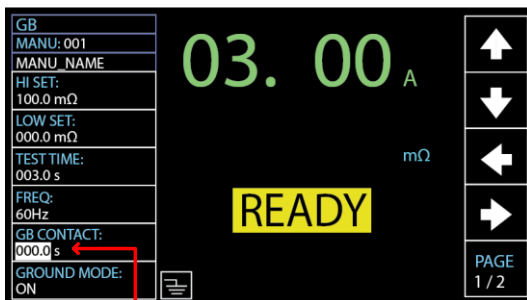 GB
MANU: 001
MANU_NAME
HI SET:
100.0 mΩ
LOW SET:
000.0 mΩ
TEST TIME:
003.0 s
FREQ:
60Hz
GB CONTACT:
000.0 s
GROUND MODE:
ON
03. 00 A
mΩ
READY
PAGE
1 / 2